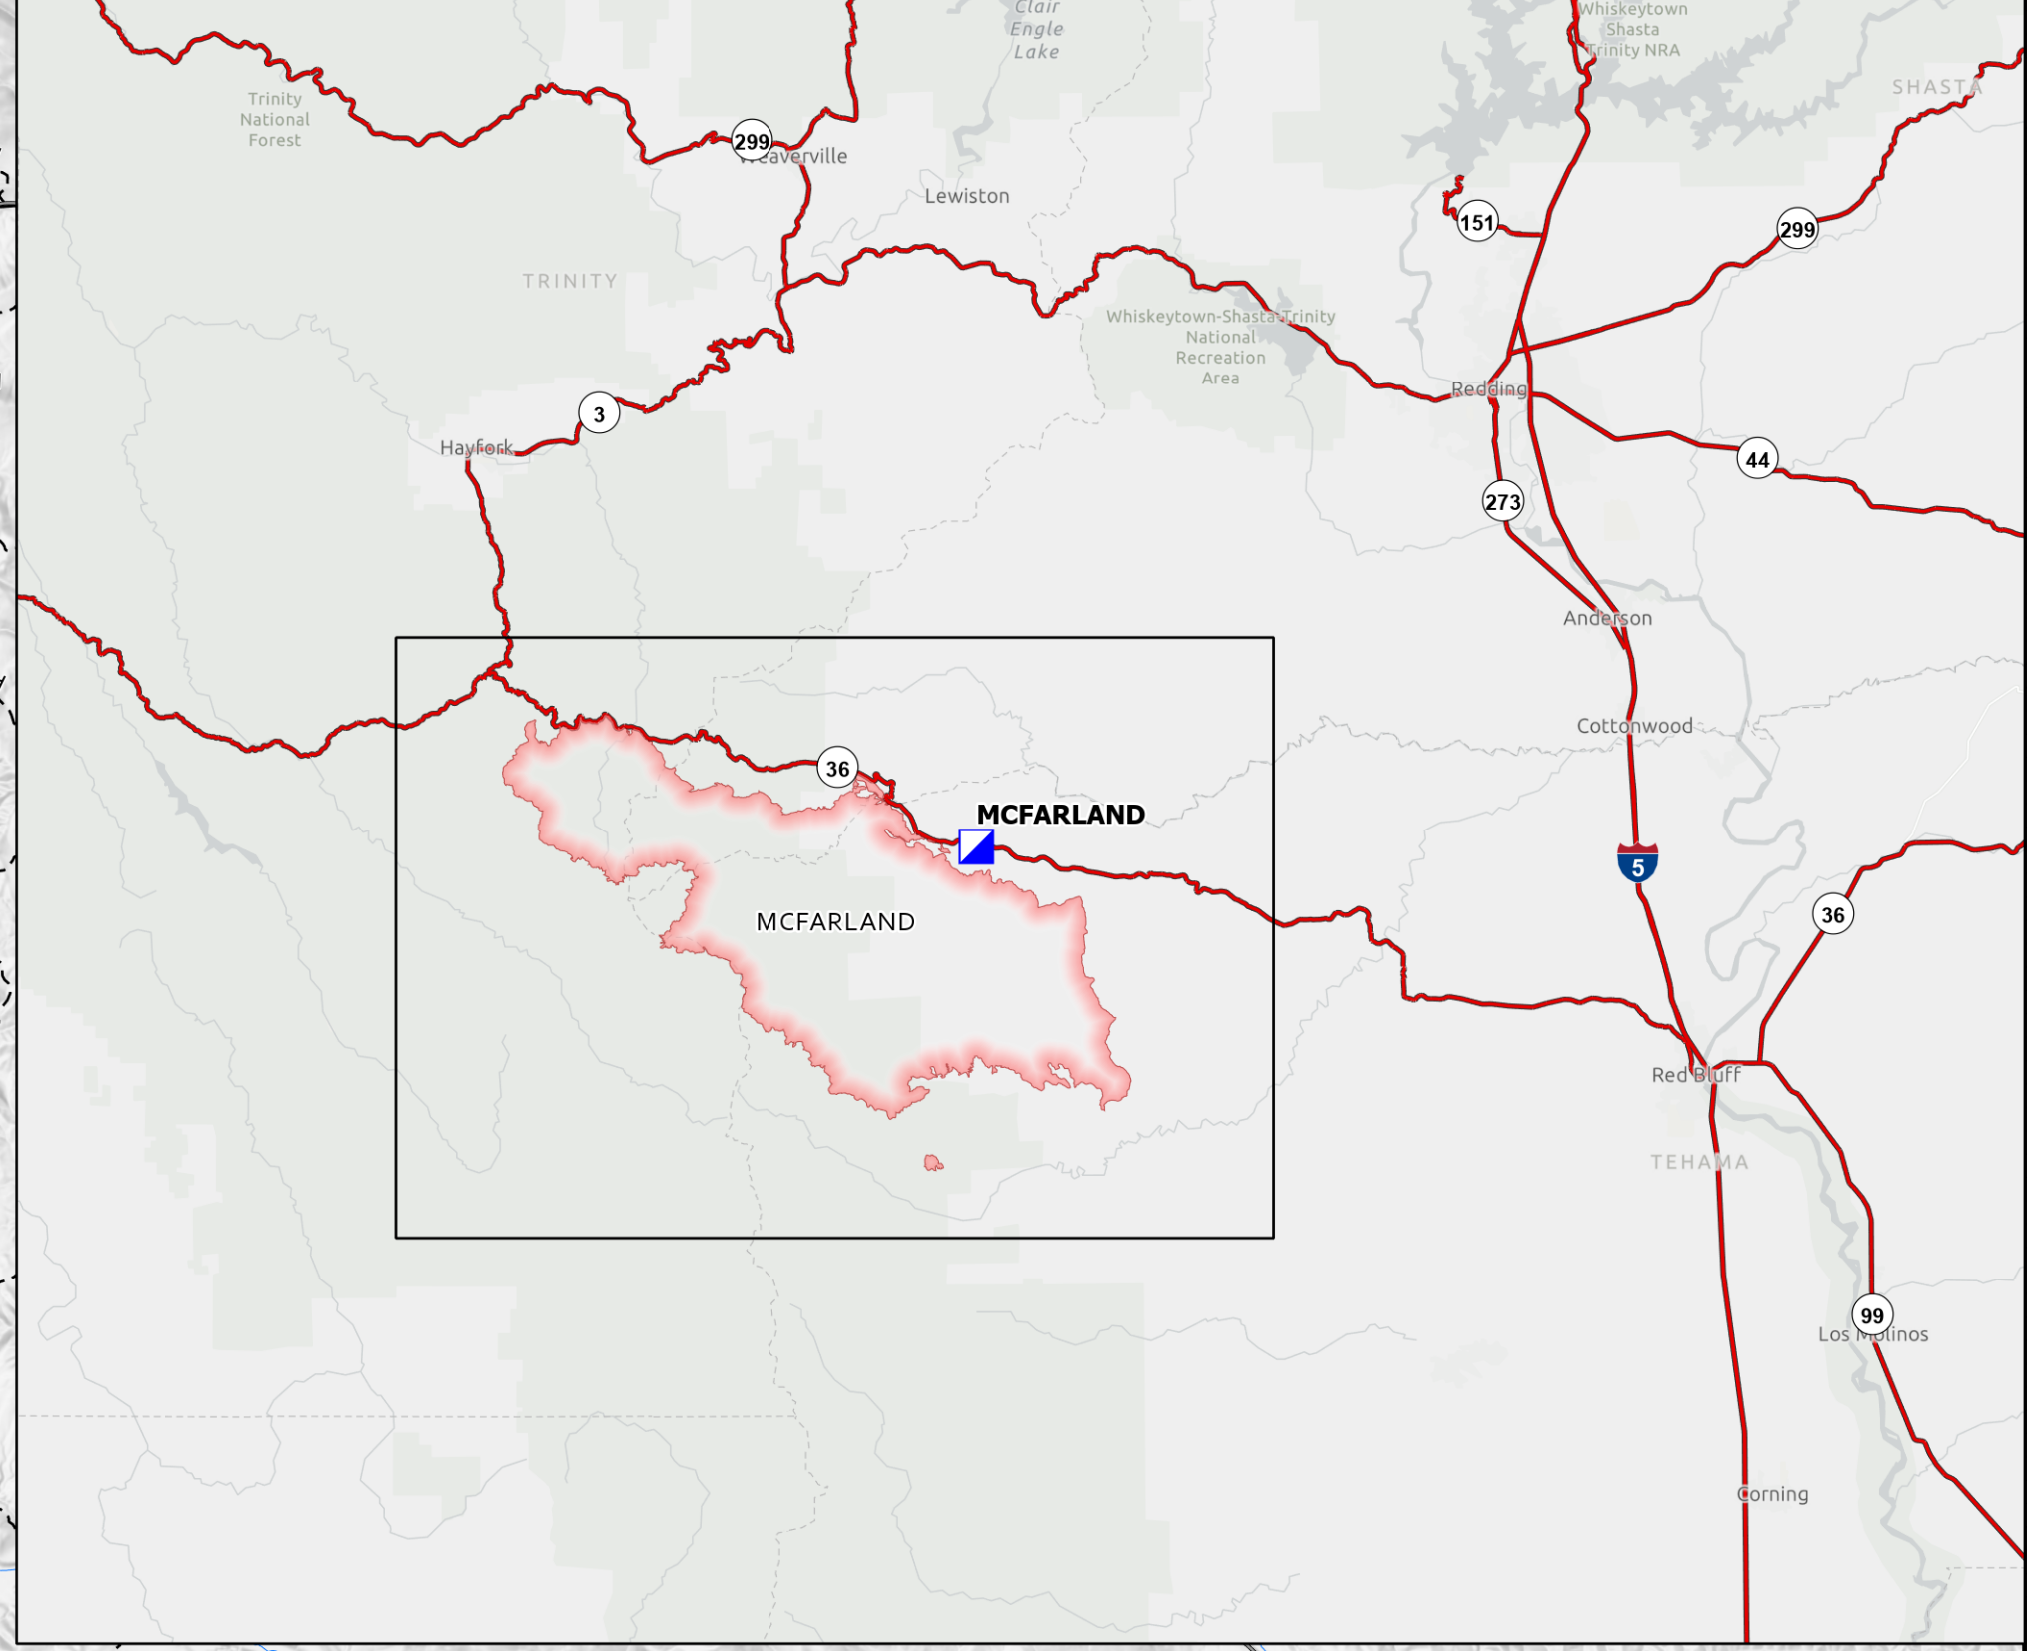 Clair
Engle
Lake
Whiskeytown
Shasta
Trinity NRA
SHASTA
Trinity
National
Forest
299
Weaverville
Lewiston
151
299
TRINITY
Whiskeytown-Shasta-Trinity
National
Recreation
Area
Redding
3
Hayfork
44
273
Anderson
Cottonwood
36
MCFARLAND
5
36
MCFARLAND
Red Bluff
TEHAMA
99
Los Molinos
Corning